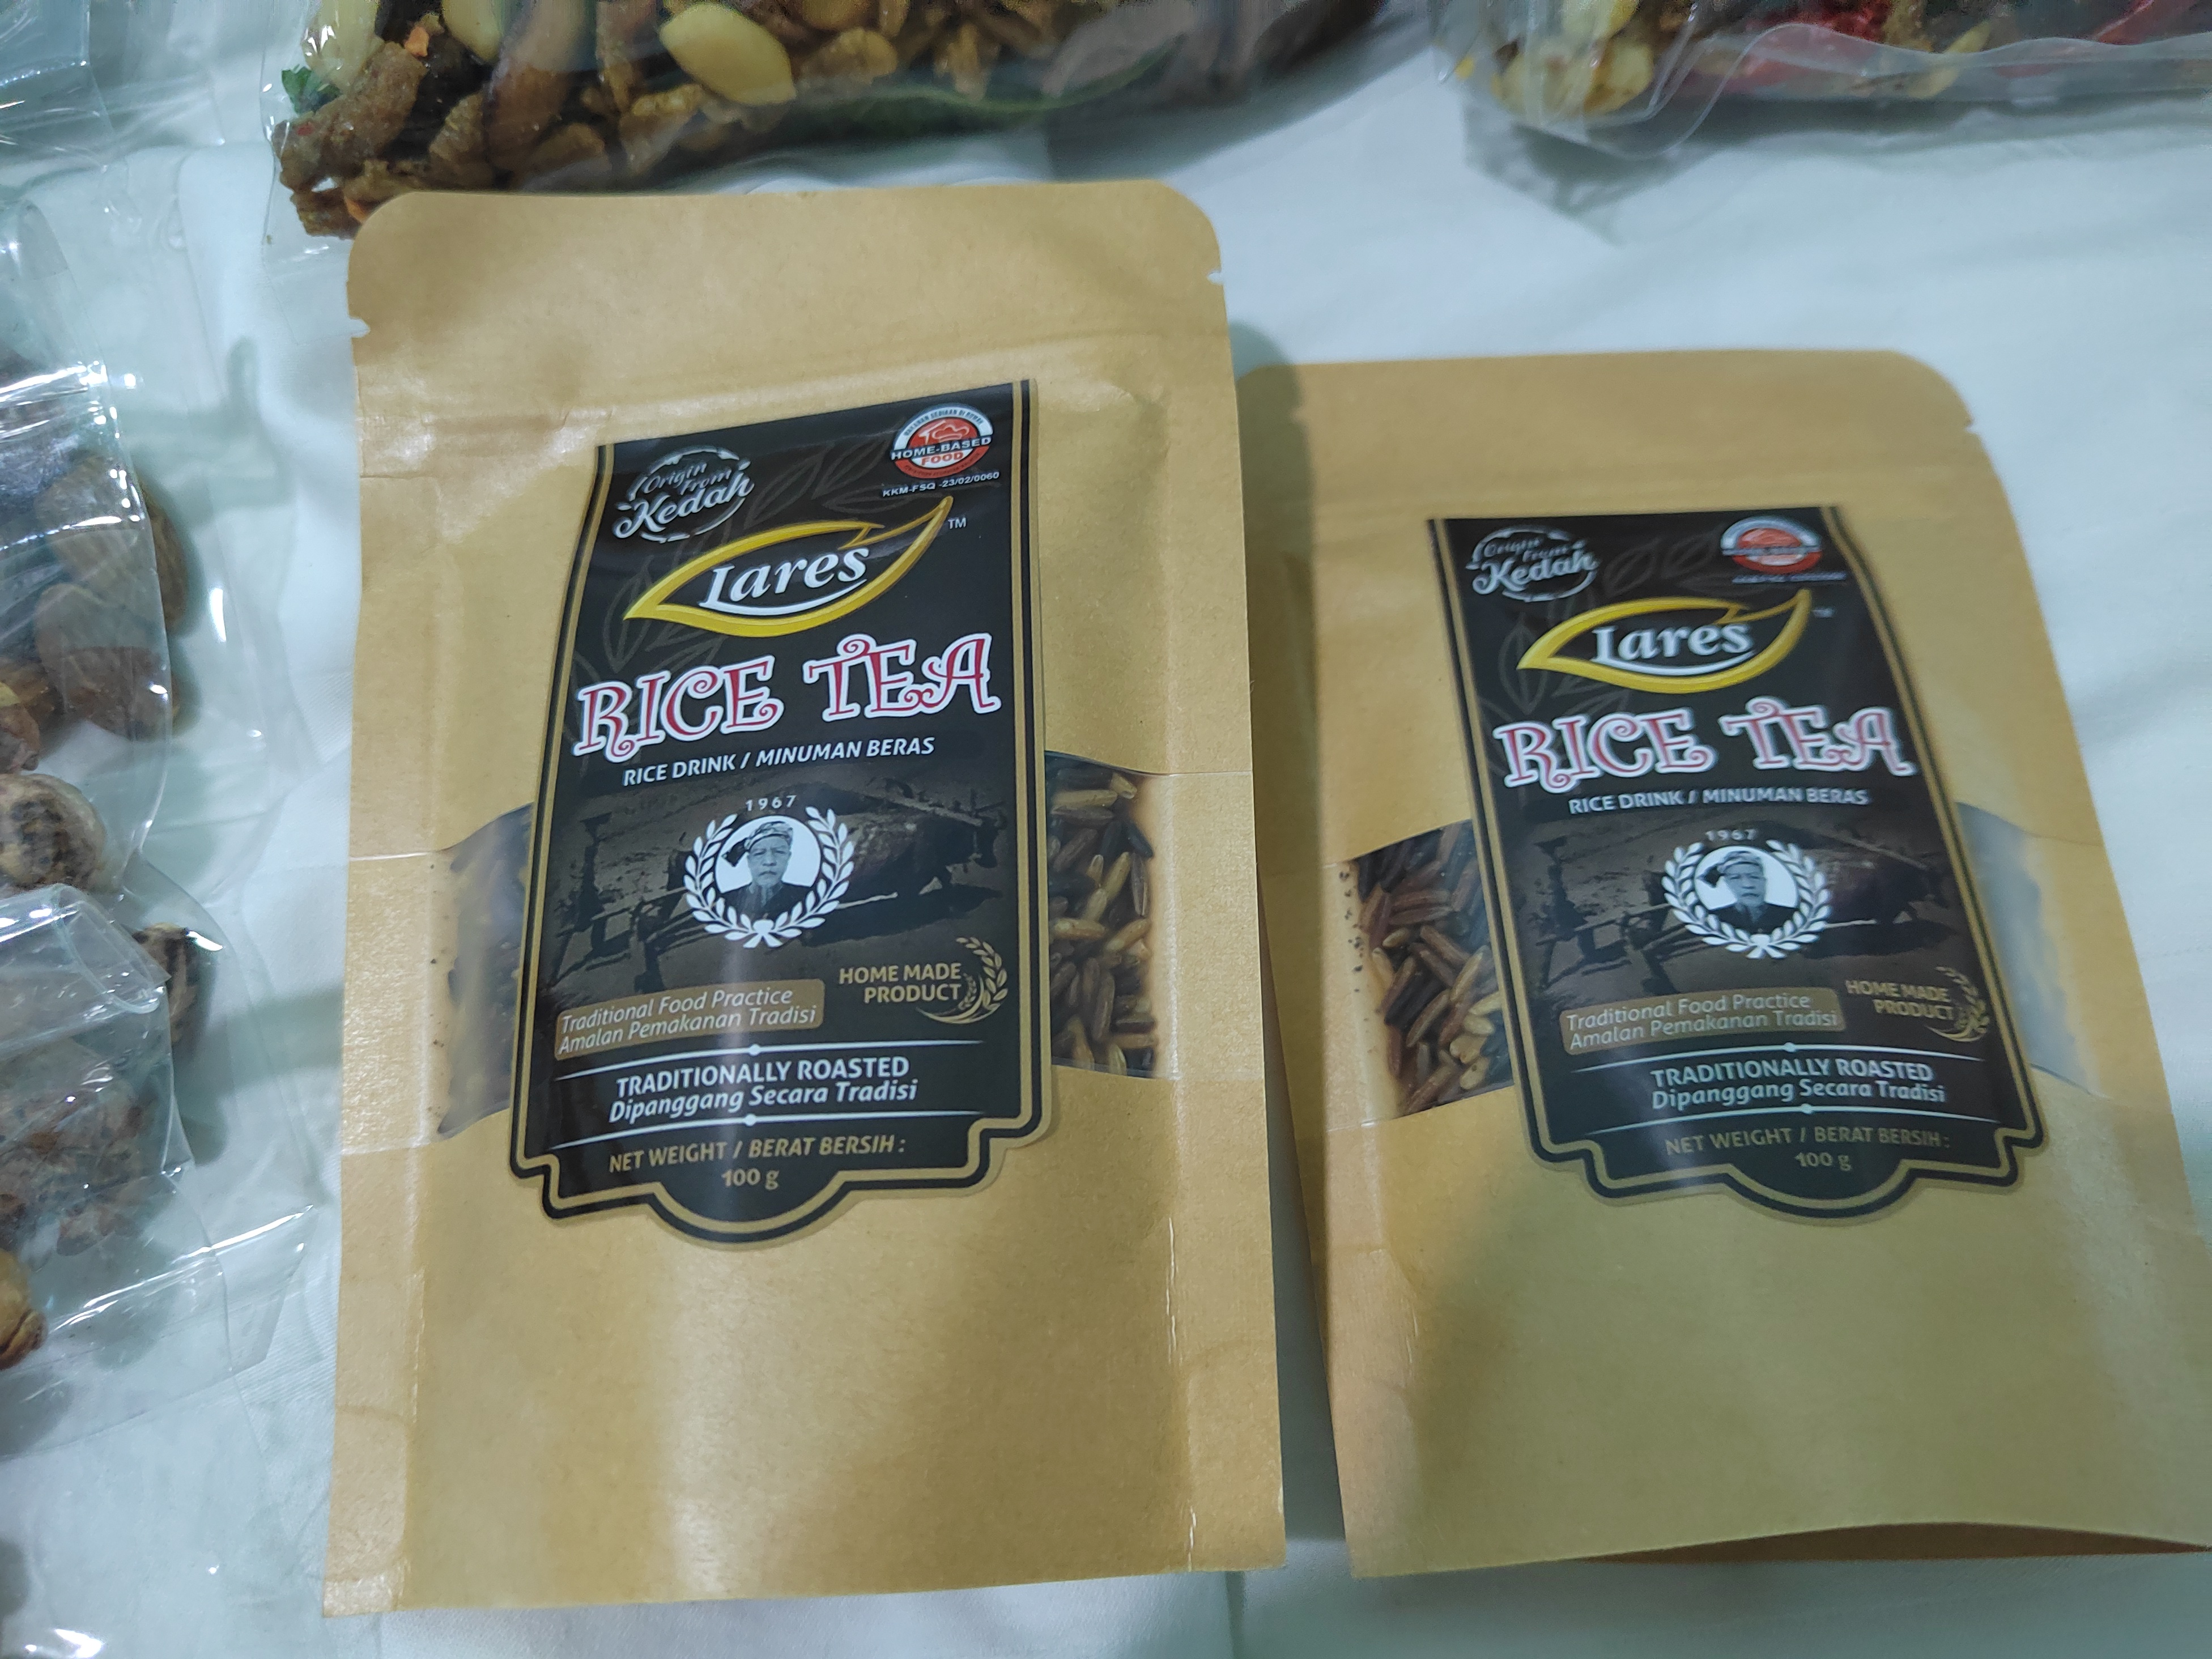 Origin
From
Kedah
HOME-BASED
FOOD
KKM-FSQ -23/02/0060
Lares TM
RICE TEA
RICE DRINK / MINUMAN BERAS
1967
HOME MADE
PRODUCT
Traditional Food Practice
Amalan Pemakanan Tradisi
TRADITIONALLY ROASTED
Dipanggang Secara Tradisi
NET WEIGHT / BERAT BERSIH :
100 g
Origin
From
Kedah
Lares TM
RICE TEA
RICE DRINK / MINUMAN BERAS
1967
HOME MADE
PRODUCT
Traditional Food Practice
Amalan Pemakanan Tradisi
TRADITIONALLY ROASTED
Dipanggang Secara Tradisi
NET WEIGHT / BERAT BERSIH :
100 g